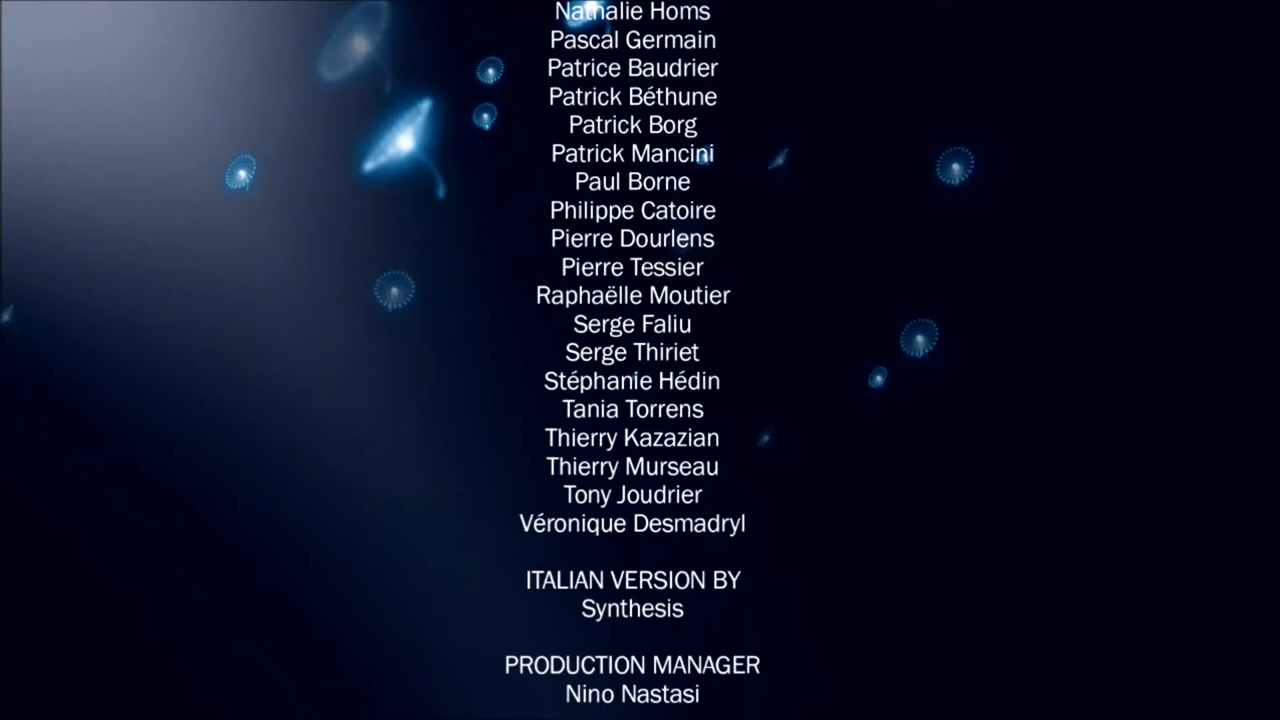 Nathalie Homs
Pascal Germain
Patrice Baudrier
Patrick Béthune
Patrick Borg
Patrick Mancini
Paul Borne
Philippe Catoire
Pierre Dourlens
Pierre Tessier
Raphaëlle Moutier
Serge Faliu
Serge Thiriet
Stéphanie Hédin
Tania Torrens
Thierry Kazazian
Thierry Murseau
Tony Joudrier
Véronique Desmadryl
ITALIAN VERSION BY
Synthesis
PRODUCTION MANAGER
Nino Nastasi